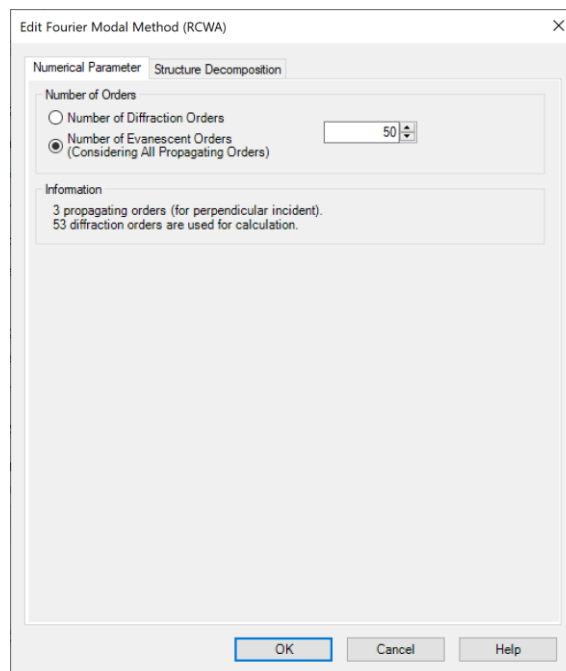 Edit Fourier Modal Method (RCWA)
Numerical Parameter Structure Decomposition
Number of Orders
Number of Diffraction Orders
Number of Evanescent Orders
(Considering All Propagating Orders)
50
Information
3 propagating orders (for perpendicular incident).
53 diffraction orders are used for calculation.
OK Cancel Help